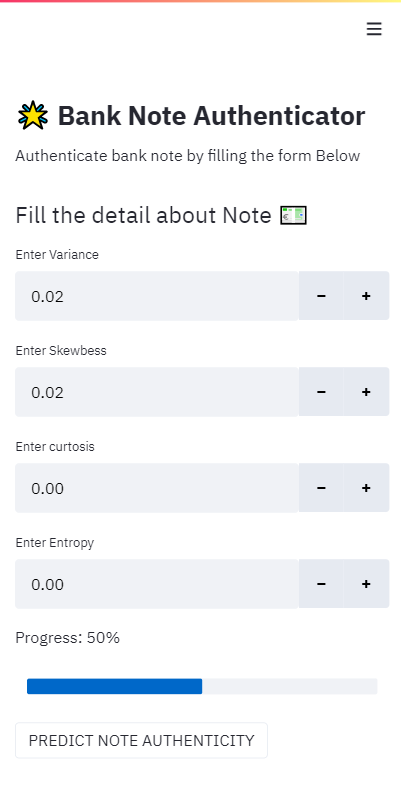 Bank Note Authenticator
Authenticate bank note by filling the form Below
Fill the detail about Note
Enter Variance
0.02
Enter Skewbess
0.02
Enter curtosis
0.00
Enter Entropy
0.00
Progress: 50%
PREDICT NOTE AUTHENTICITY